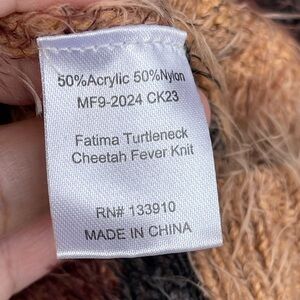 50%Acrylic 50%Nylon
MF9-2024 CK23
Fatima Turtleneck
Cheetah Fever Knit
RN# 133910
MADE IN CHINA